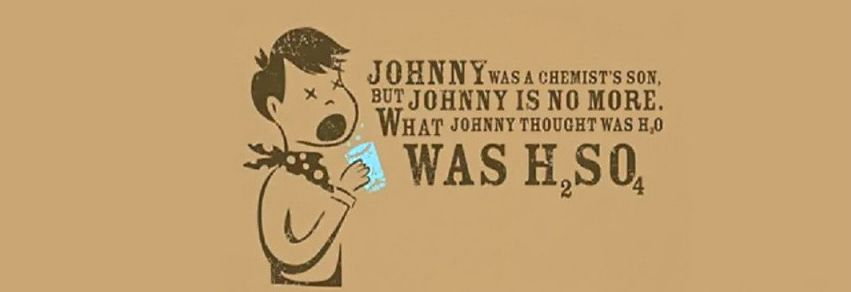 JOHNNY WAS A CHEMIST'S SON,
BUT JOHNNY IS NO MORE.
WHAT JOHNNY THOUGHT WAS H₂O
WAS H₂SO₄